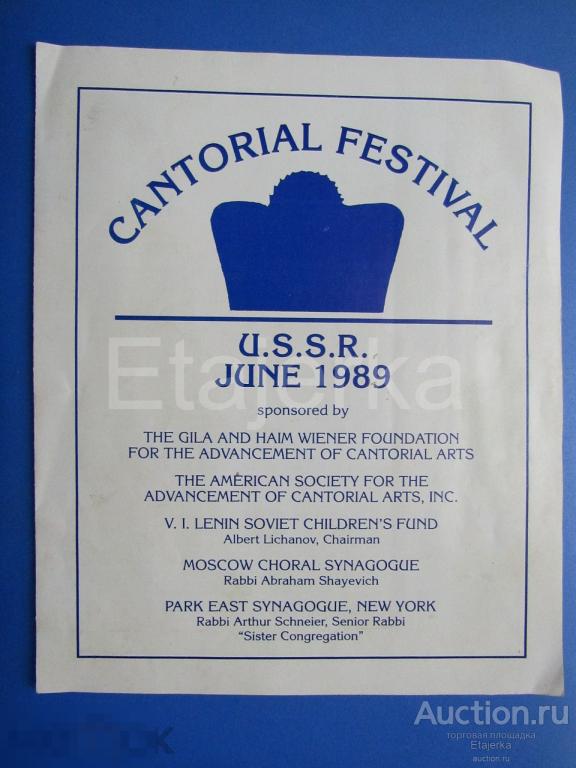 CANTORIAL FESTIVAL
U.S.S.R.
JUNE 1989
sponsored by
THE GILA AND HAIM WIENER FOUNDATION
FOR THE ADVANCEMENT OF CANTORIAL ARTS
THE AMERICAN SOCIETY FOR THE
ADVANCEMENT OF CANTORIAL ARTS, INC.
V. I. LENIN SOVIET CHILDREN'S FUND
Albert Lichanov, Chairman
MOSCOW CHORAL SYNAGOGUE
Rabbi Abraham Shayevich
PARK EAST SYNAGOGUE, NEW YORK
Rabbi Arthur Schneier, Senior Rabbi
"Sister Congregation"
Etajerka
Auction.ru
торговая площадка
Etajerka
auction.ru